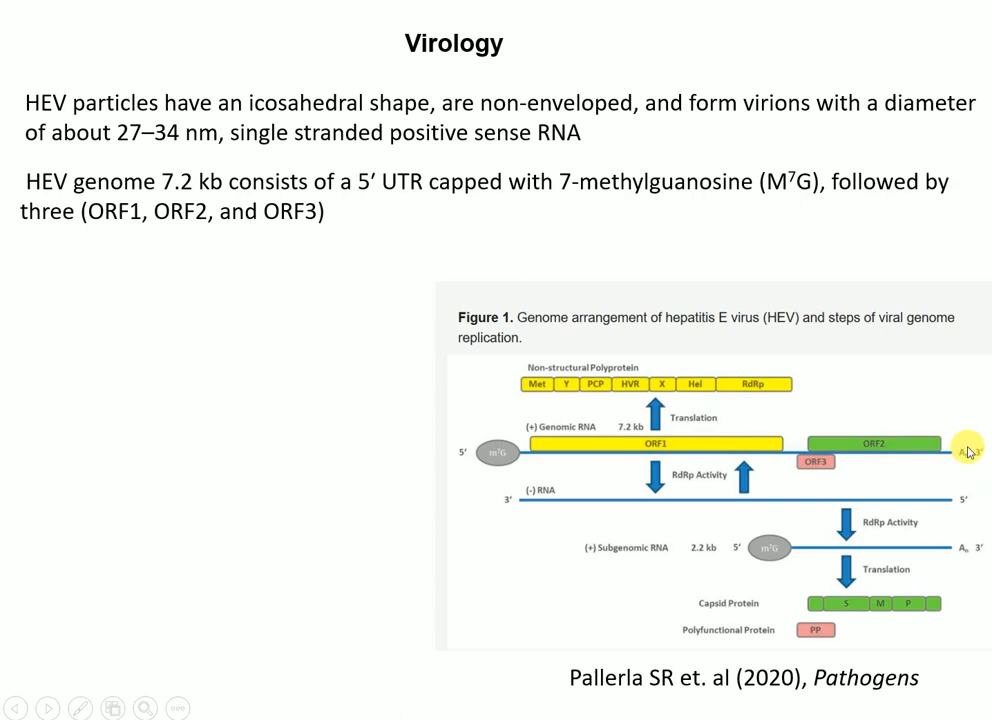 Virology
HEV particles have an icosahedral shape, are non-enveloped, and form virions with a diameter
of about 27–34 nm, single stranded positive sense RNA
HEV genome 7.2 kb consists of a 5′ UTR capped with 7-methylguanosine (M⁷G), followed by
three (ORF1, ORF2, and ORF3)
Figure 1. Genome arrangement of hepatitis E virus (HEV) and steps of viral genome
replication.
Non-structural Polyprotein
Met Y PCP HVR X Hel RdRp
Translation
(+) Genomic RNA 7.2 kb
ORF1 ORF2
5′ m⁷G Aₙ 3′
ORF3
RdRp Activity
(-) RNA
3′ 5′
RdRp Activity
(+) Subgenomic RNA 2.2 kb 5′ m⁷G Aₙ 3′
Translation
Capsid Protein S M P
Polyfunctional Protein PP
Pallerla SR et. al (2020), Pathogens